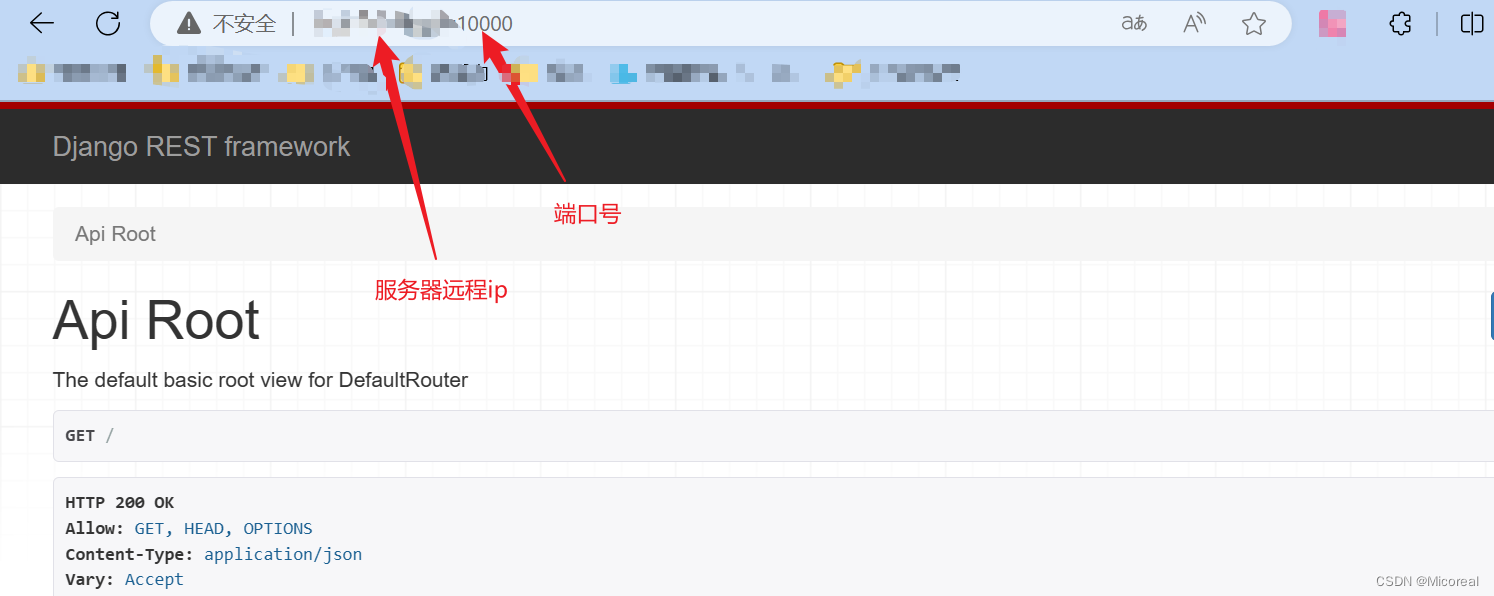 不安全
10000
aあ
A
Django REST framework
端口号
Api Root
服务器远程ip
Api Root
The default basic root view for DefaultRouter
GET /
HTTP 200 OK
Allow: GET, HEAD, OPTIONS
Content-Type: application/json
Vary: Accept
CSDN @Micoreal